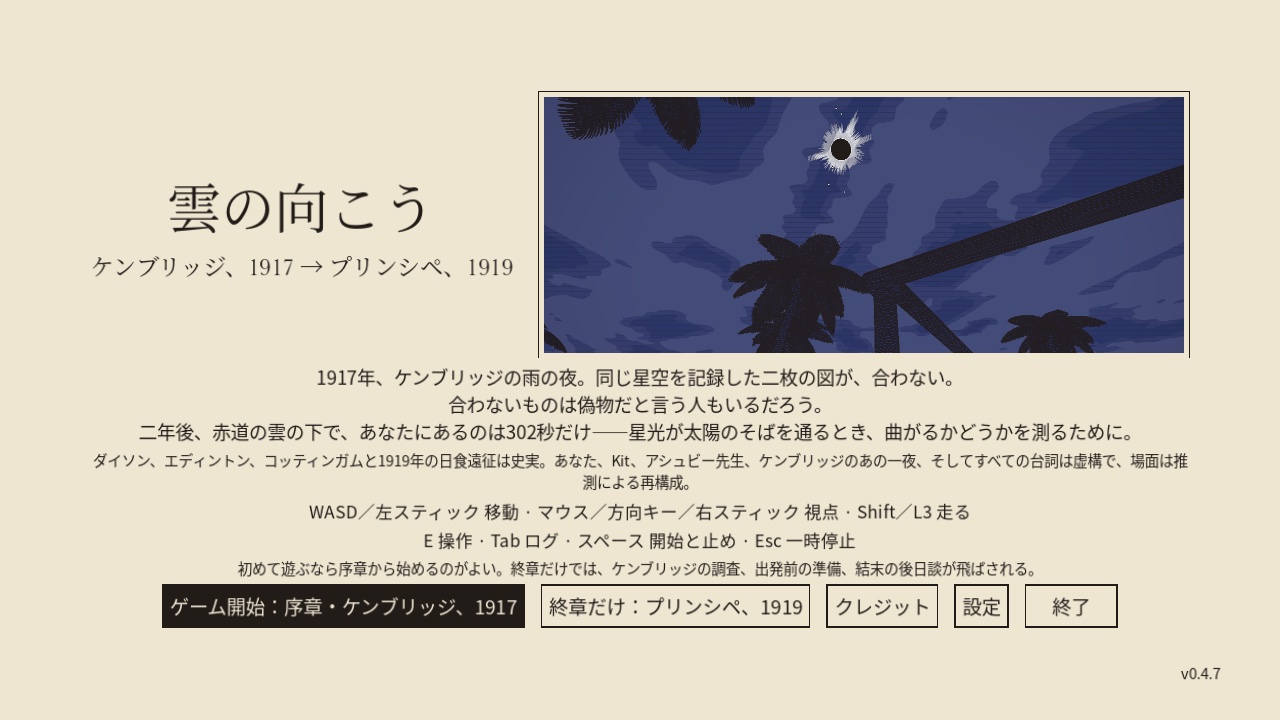 雲の向こう
ケンブリッジ、1917 → プリンシペ、1919
1917年、ケンブリッジの雨の夜。同じ星空を記録した二枚の図が、合わない。
合わないものは偽物だと言う人もいるだろう。
二年後、赤道の雲の下で、あなたにあるのは302秒だけ──星光が太陽のそばを通るとき、曲がるかどうかを測るために。
ダイソン、エディントン、コッティンガムと1919年の日食遠征は史実。あなた、Kit、アシュビー先生、ケンブリッジのあの一夜、そしてすべての台詞は虚構で、場面は推
測による再構成。
WASD／左スティック 移動 · マウス／方向キー／右スティック 視点 · Shift／L3 走る
E 操作 · Tab ログ · スペース 開始と止め · Esc 一時停止
初めて遊ぶなら序章から始めるのがよい。終章だけでは、ケンブリッジの調査、出発前の準備、結末の後日談が飛ばされる。
ゲーム開始：序章・ケンブリッジ、1917
終章だけ：プリンシペ、1919
クレジット
設定
終了
v0.4.7